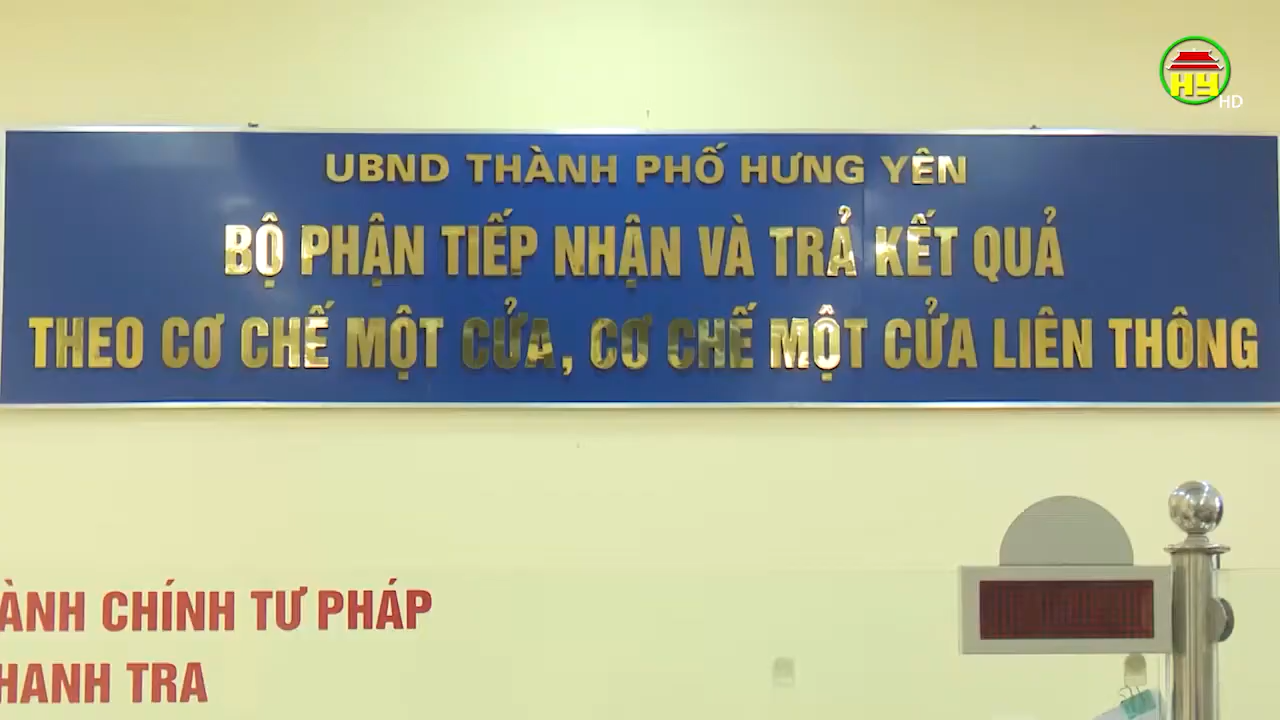 HY
HD
UBND THÀNH PHỐ HƯNG YÊN
BỘ PHẬN TIẾP NHẬN VÀ TRẢ KẾT QUẢ
THEO CƠ CHẾ MỘT CỬA, CƠ CHẾ MỘT CỬA LIÊN THÔNG
ÀNH CHÍNH TƯ PHÁP
HANH TRA